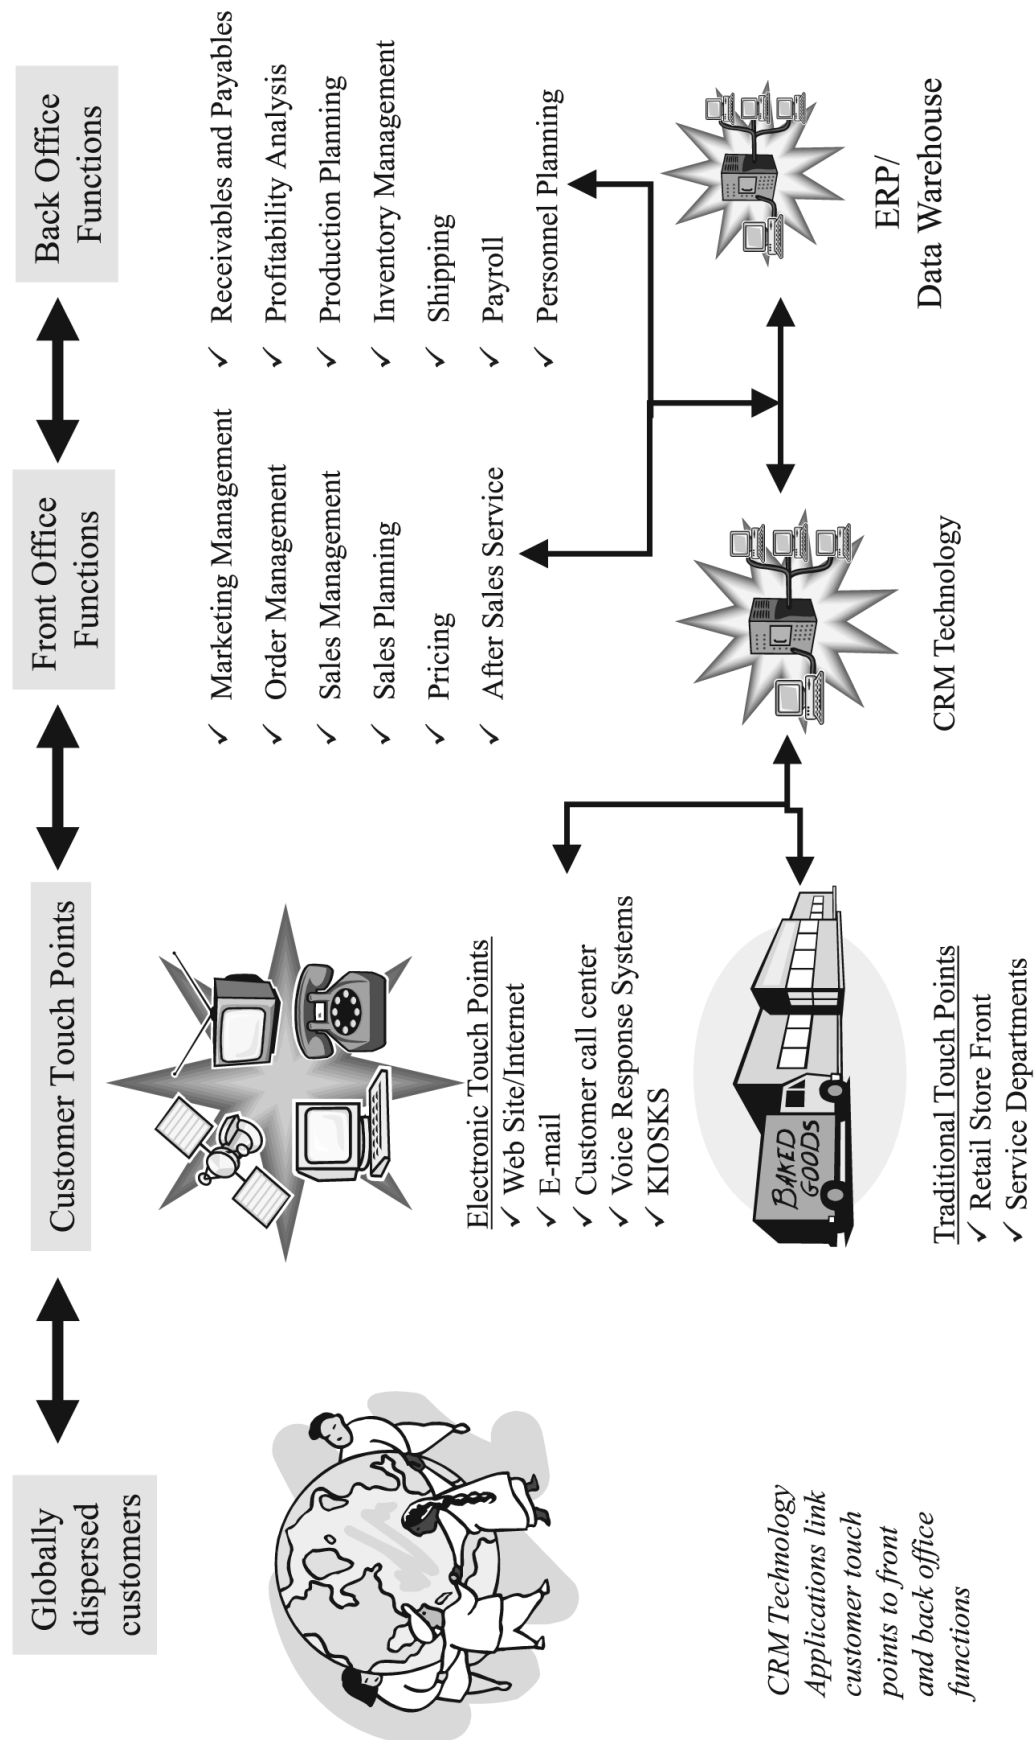 Globally
dispersed
customers
Customer Touch Points
Front Office
Functions
Back Office
Functions
Electronic Touch Points
✓ Web Site/Internet
✓ E-mail
✓ Customer call center
✓ Voice Response Systems
✓ KIOSKS
BAKED
GOODS
Traditional Touch Points
✓ Retail Store Front
✓ Service Departments
✓ Marketing Management
✓ Order Management
✓ Sales Management
✓ Sales Planning
✓ Pricing
✓ After Sales Service
✓ Receivables and Payables
✓ Profitability Analysis
✓ Production Planning
✓ Inventory Management
✓ Shipping
✓ Payroll
✓ Personnel Planning
CRM Technology
ERP/
Data Warehouse
CRM Technology
Applications link
customer touch
points to front
and back office
functions